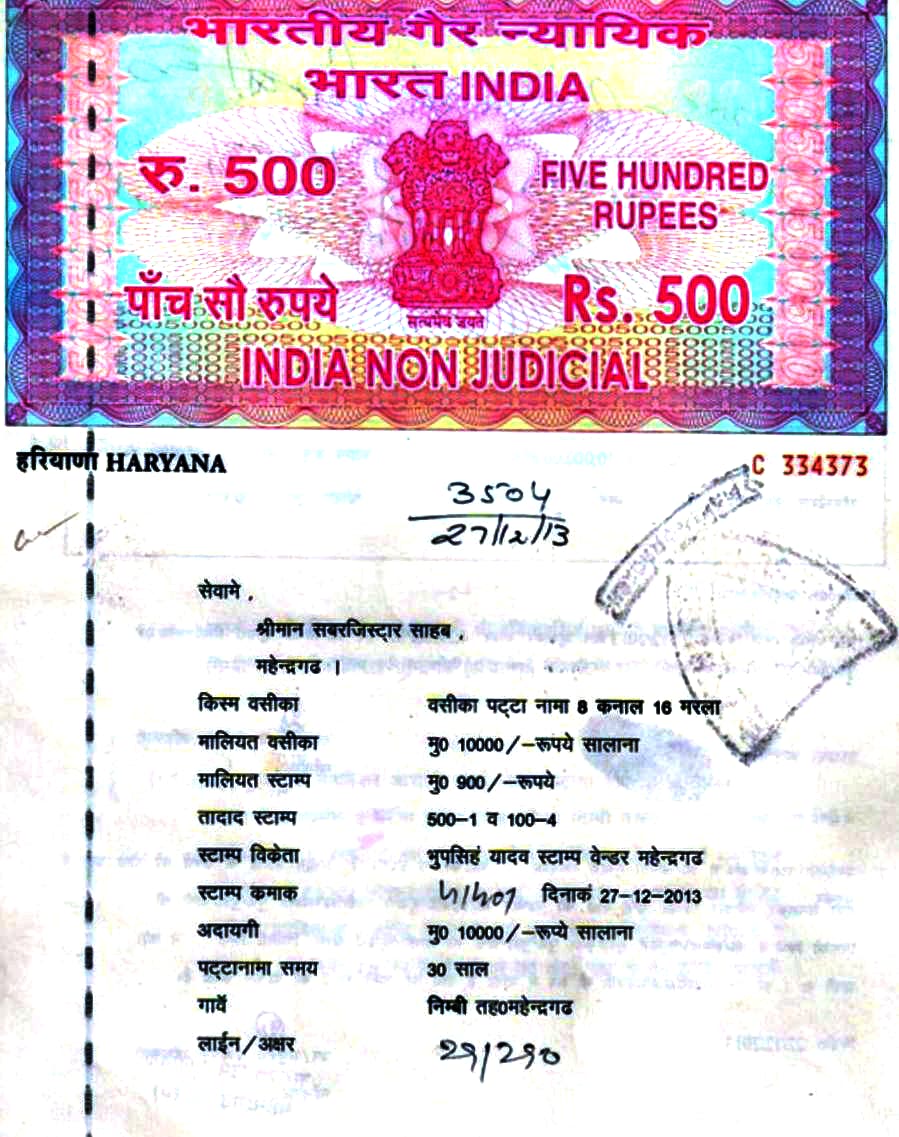 भारतीय गैर न्यायिक
भारत INDIA
रु. 500
FIVE HUNDRED
RUPEES
पाँच सौ रुपये
सत्यमेव जयते
Rs. 500
INDIA NON JUDICIAL
हरियाणा HARYANA
C 334373
3504
27/12/13
सेवामे ,
श्रीमान सबरजिस्ट्रार साहब ,
महेन्द्रगढ ।
किस्म वसीका वसीका पट्टा नामा 8 कनाल 16 मरला
मालियत वसीका मु0 10000/-रूपये सालाना
मालियत स्टाम्प मु0 900/-रूपये
तादाद स्टाम्प 500-1 व 100-4
स्टाम्प विकेता भुपसिहं यादव स्टाम्प वेन्डर महेन्द्रगढ
स्टाम्प कमाक दिनाकं 27-12-2013
अदायगी मु0 10000/-रूप्ये सालाना
पट्टानामा समय 30 साल
गावॅं निम्बी तह0महेन्द्रगढ
लाईन/अक्षर 29/290